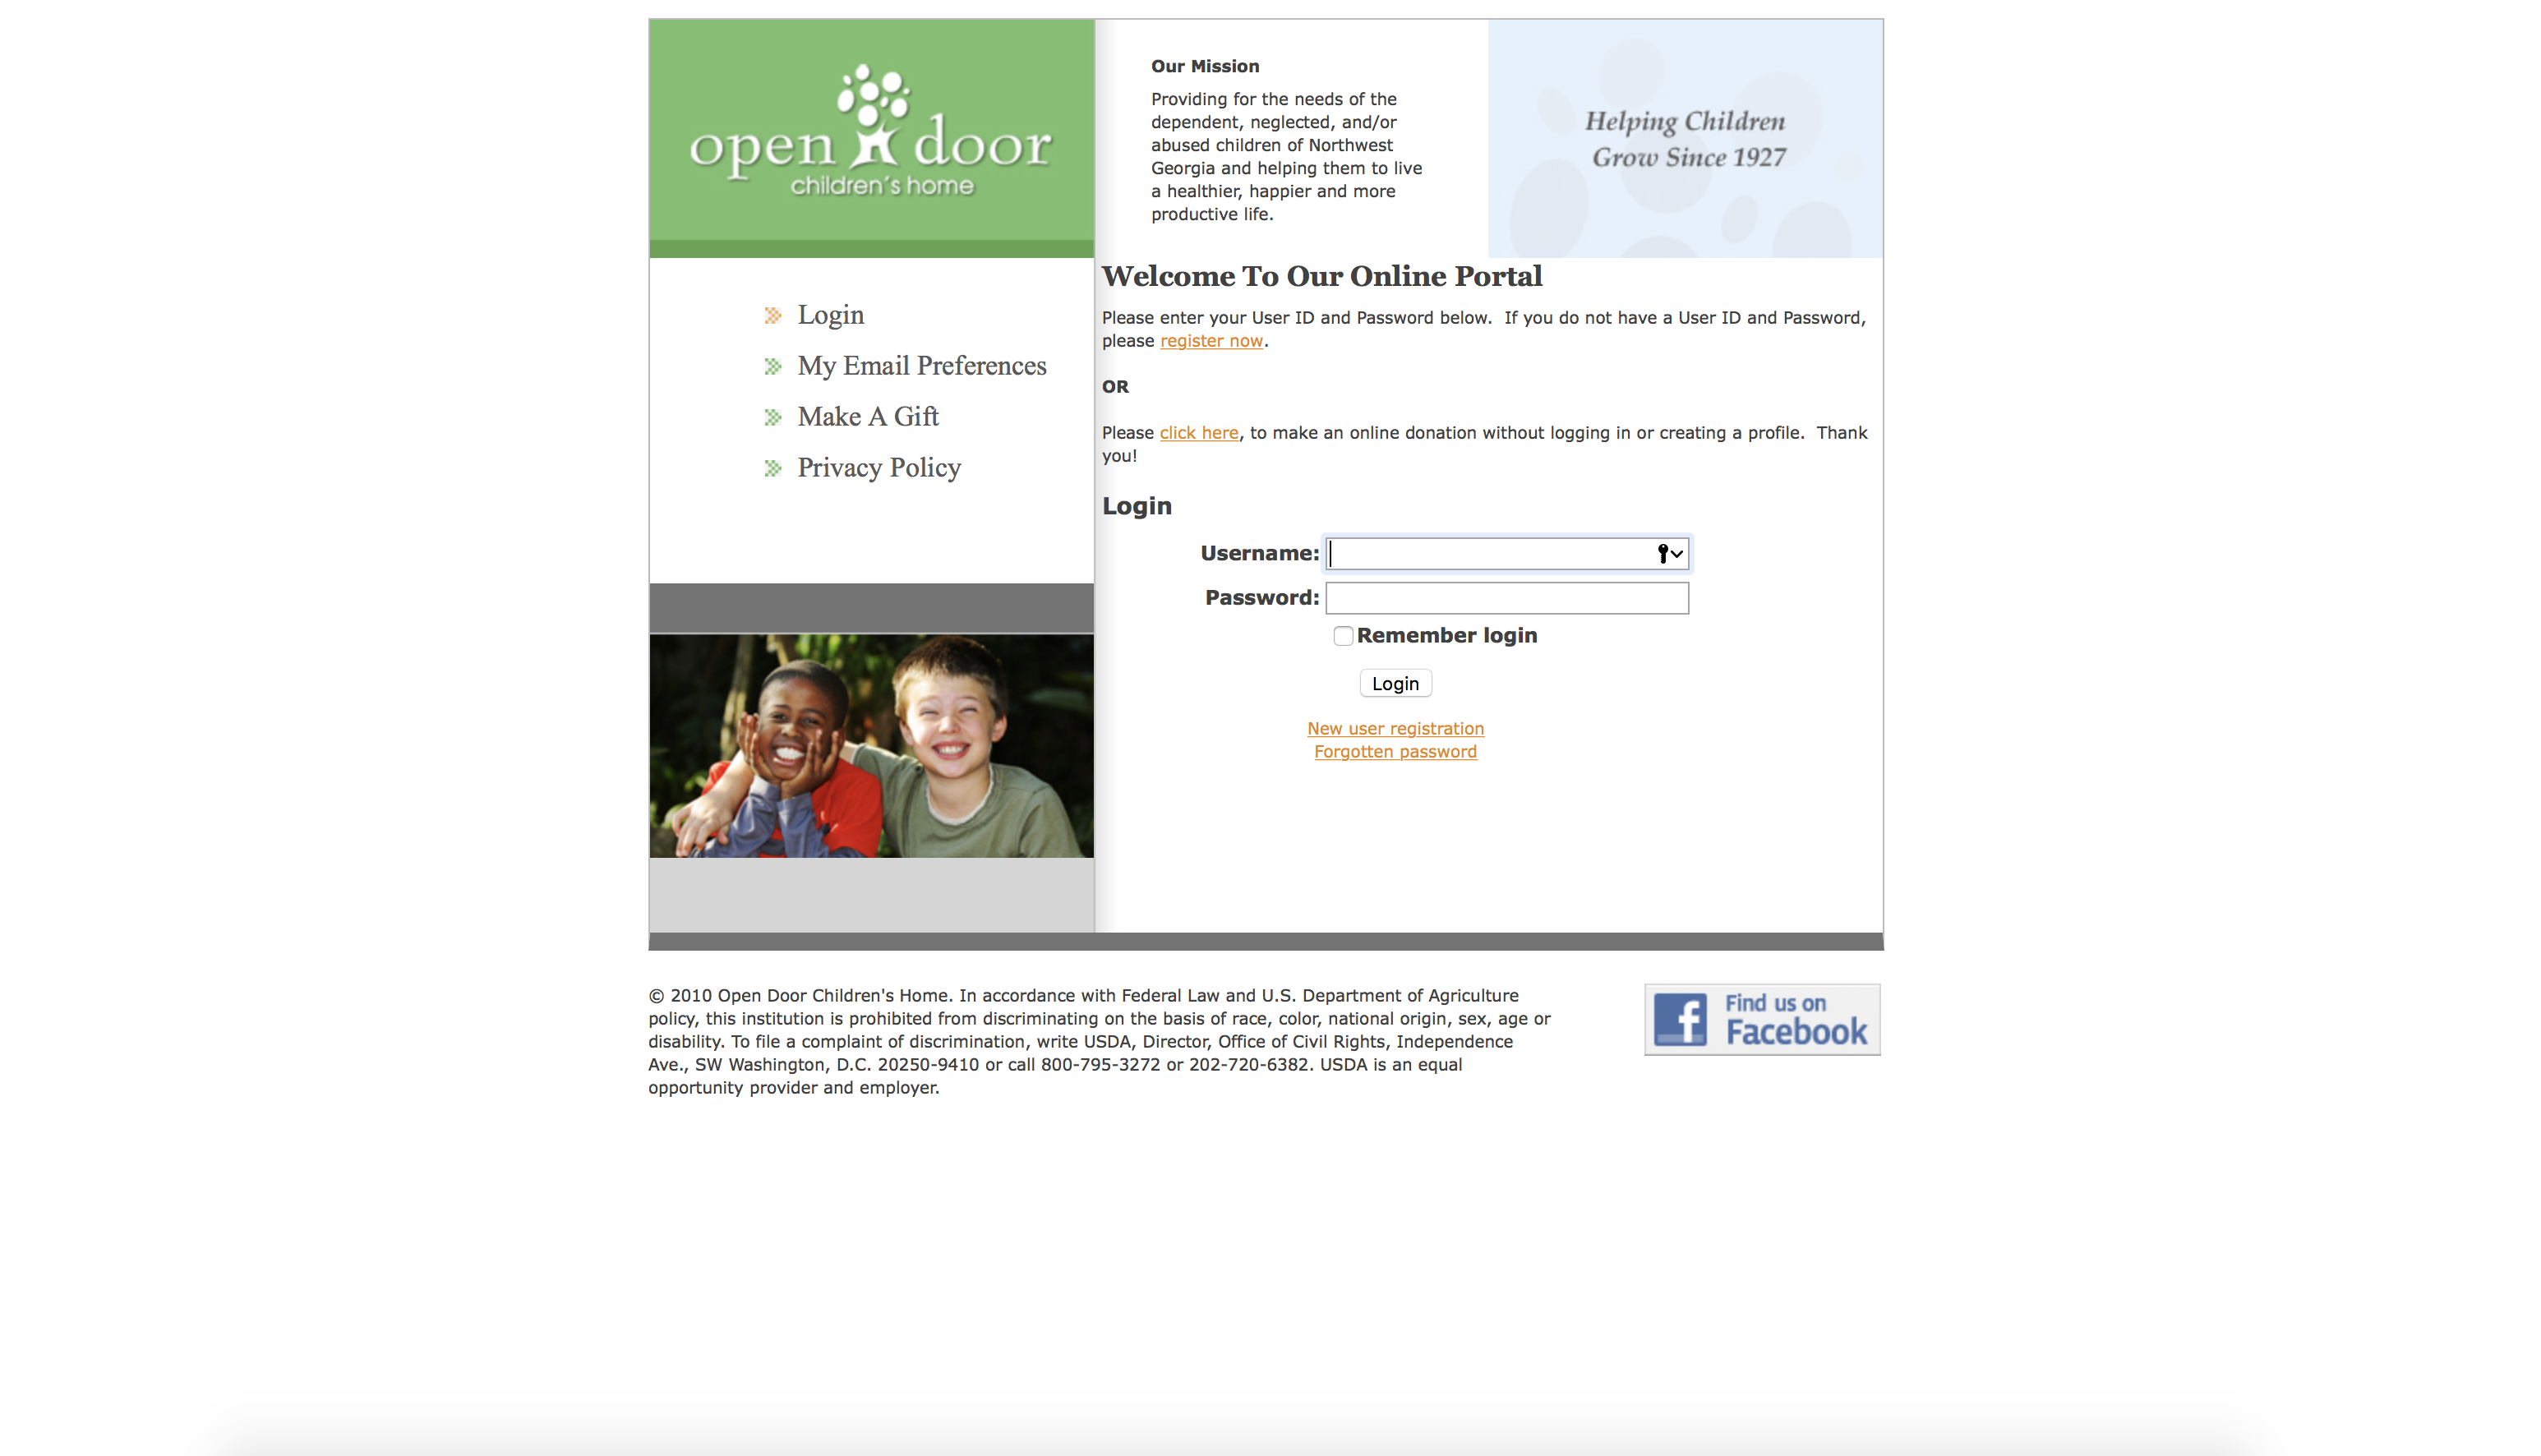 open door
children's home
Our Mission
Providing for the needs of the
dependent, neglected, and/or
abused children of Northwest
Georgia and helping them to live
a healthier, happier and more
productive life.
Helping Children
Grow Since 1927
Login
My Email Preferences
Make A Gift
Privacy Policy
Welcome To Our Online Portal
Please enter your User ID and Password below.  If you do not have a User ID and Password,
please register now.
OR
Please click here, to make an online donation without logging in or creating a profile.  Thank
you!
Login
Username:
Password:
Remember login
Login
New user registration
Forgotten password
© 2010 Open Door Children's Home. In accordance with Federal Law and U.S. Department of Agriculture
policy, this institution is prohibited from discriminating on the basis of race, color, national origin, sex, age or
disability. To file a complaint of discrimination, write USDA, Director, Office of Civil Rights, Independence
Ave., SW Washington, D.C. 20250-9410 or call 800-795-3272 or 202-720-6382. USDA is an equal
opportunity provider and employer.
f Find us on
Facebook